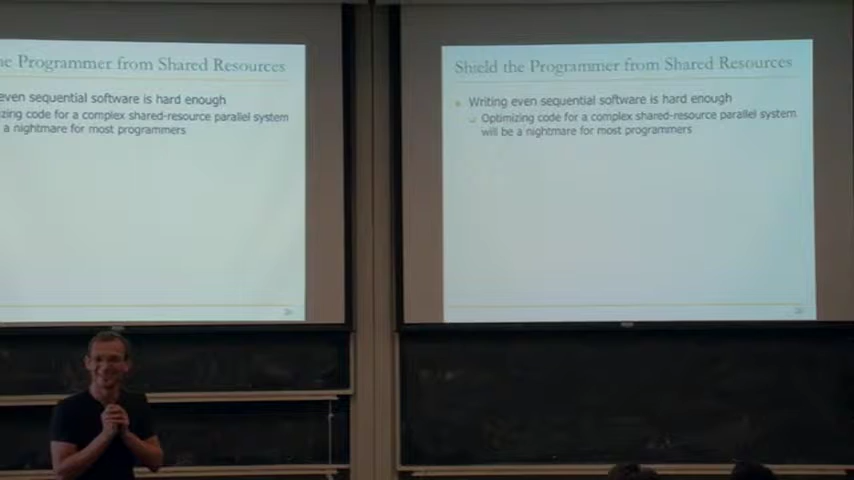 he Programmer from Shared Resources
even sequential software is hard enough
zing code for a complex shared-resource parallel system
a nightmare for most programmers
Shield the Programmer from Shared Resources
Writing even sequential software is hard enough
Optimizing code for a complex shared-resource parallel system
will be a nightmare for most programmers